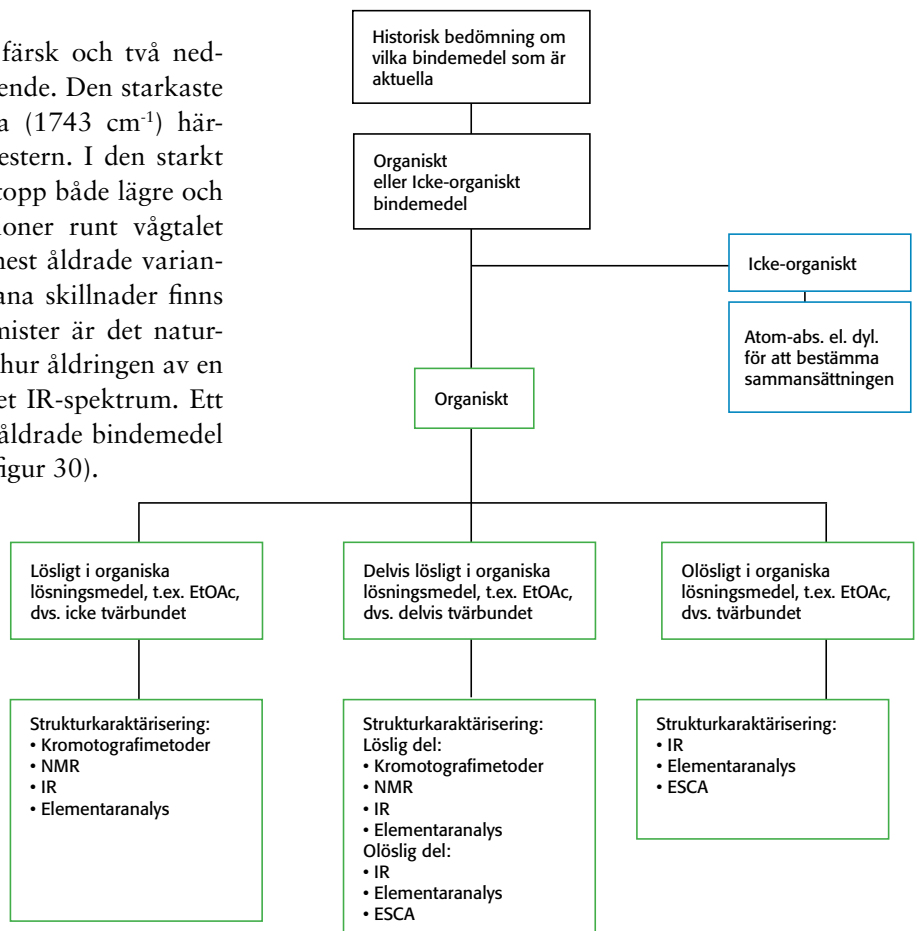 färsk och två ned-
ende. Den starkaste
a (1743 cm-1) här-
estern. I den starkt
topp både lägre och
oner runt vågtalet
nest åldrade varian-
ana skillnader finns
mister är det natur-
hur åldringen av en
et IR-spektrum. Ett
åldrade bindemedel
figur 30).
Historisk bedömning om
vilka bindemedel som är
aktuella
Organiskt
eller Icke-organiskt
bindemedel
Icke-organiskt
Atom-abs. el. dyl.
för att bestämma
sammansättningen
Organiskt
Lösligt i organiska
lösningsmedel, t.ex. EtOAc,
dvs. icke tvärbundet
Delvis lösligt i organiska
lösningsmedel, t.ex. EtOAc,
dvs. delvis tvärbundet
Olösligt i organiska
lösningsmedel, t.ex. EtOAc,
dvs. tvärbundet
Strukturkaraktärisering:
• Kromotografimetoder
• NMR
• IR
• Elementaranalys
Strukturkaraktärisering:
Löslig del:
• Kromotografimetoder
• NMR
• IR
• Elementaranalys
Olöslig del:
• IR
• Elementaranalys
• ESCA
Strukturkaraktärisering:
• IR
• Elementaranalys
• ESCA